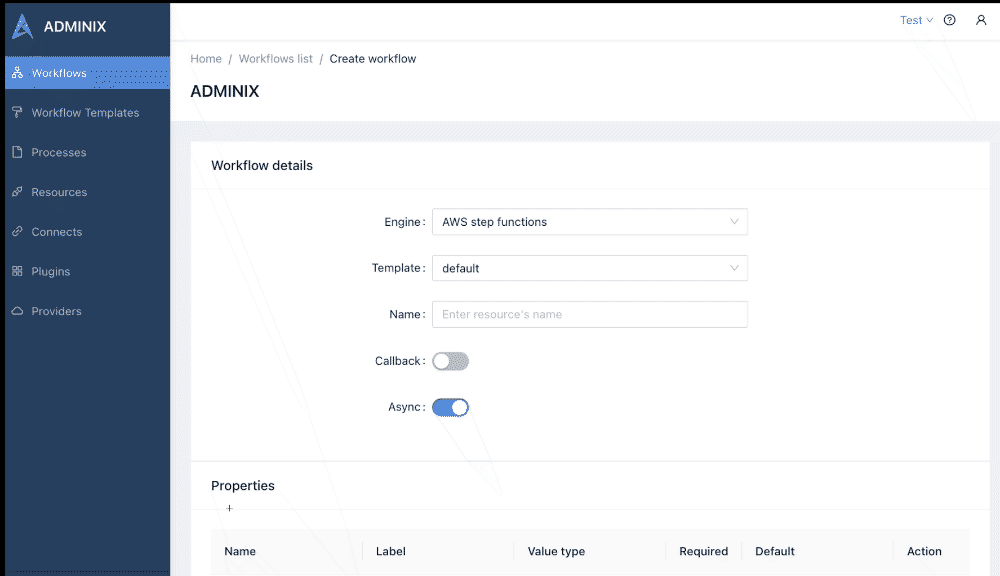 ADMINIX
Test
Workflows
Workflow Templates
Processes
Resources
Connects
Plugins
Providers
Home / Workflows list / Create workflow
ADMINIX
Workflow details
Engine: AWS step functions
Template: default
Name: Enter resource's name
Callback:
Async:
Properties
+
Name Label Value type Required Default Action